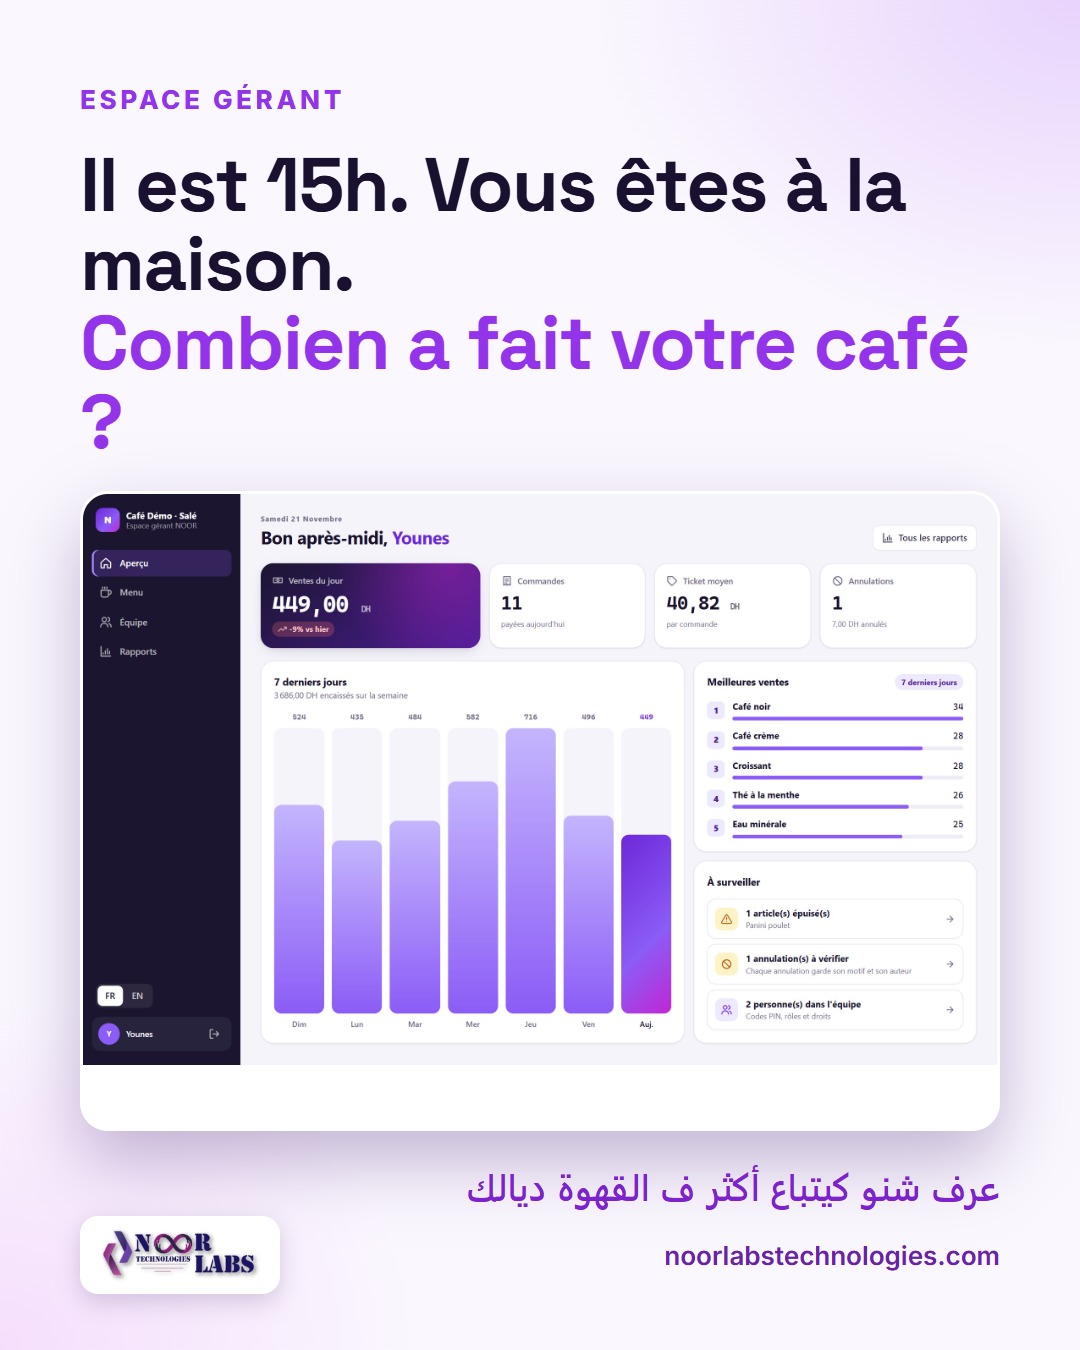 ESPACE GÉRANT
Il est 15h. Vous êtes à la
maison.
Combien a fait votre café
?
N
Café Démo · Salé
Espace gérant NOOR
Aperçu
Menu
Équipe
Rapports
FR EN
Y Younes
Samedi 21 Novembre
Bon après-midi, Younes
Tous les rapports
Ventes du jour
449,00 DH
-9% vs hier
Commandes
11
payées aujourd'hui
Ticket moyen
40,82 DH
par commande
Annulations
1
7,00 DH annulés
7 derniers jours
3 686,00 DH encaissés sur la semaine
524 435 484 582 716 496 449
Dim Lun Mar Mer Jeu Ven Auj.
Meilleures ventes 7 derniers jours
1 Café noir 34
2 Café crème 28
3 Croissant 28
4 Thé à la menthe 26
5 Eau minérale 25
À surveiller
1 article(s) épuisé(s)
Panini poulet
1 annulation(s) à vérifier
Chaque annulation garde son motif et son auteur
2 personne(s) dans l'équipe
Codes PIN, rôles et droits
عرف شنو كيتباع أكثر ف القهوة ديالك
NOOR
TECHNOLOGIES
LABS
noorlabstechnologies.com